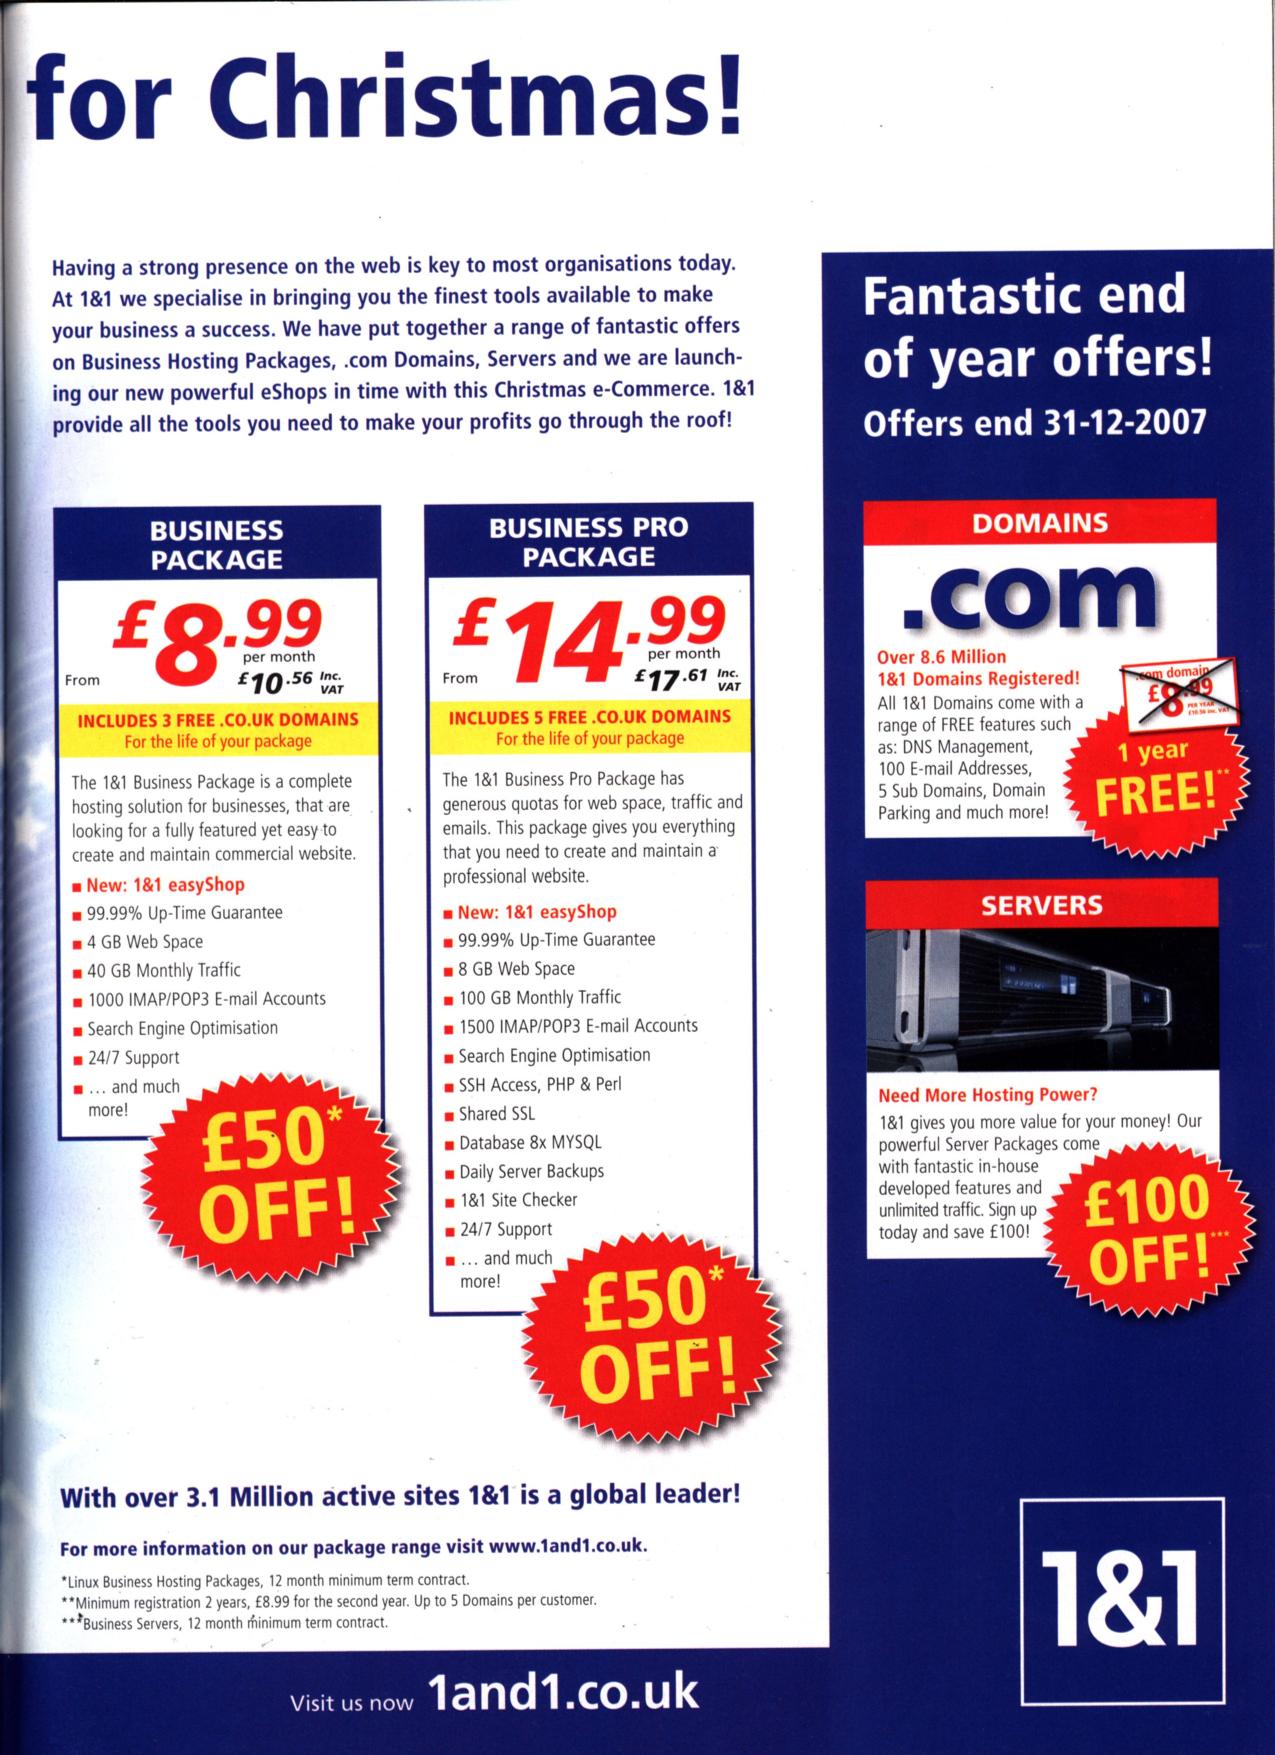 for Christmas!
Having a strong presence on the web is key to most organisations today.
At 1&1 we specialise in bringing you the finest tools available to make
your business a success. We have put together a range of fantastic offers
on Business Hosting Packages, .com Domains, Servers and we are launch-
ing our new powerful eShops in time with this Christmas e-Commerce. 1&1
provide all the tools you need to make your profits go through the roof!
BUSINESS
PACKAGE
£8.99
per month
From
£10.56 Inc.
VAT
INCLUDES 3 FREE .CO.UK DOMAINS
For the life of your package
The 1&1 Business Package is a complete
hosting solution for businesses, that are
looking for a fully featured yet easy to
create and maintain commercial website.
New: 1&1 easyShop
99.99% Up-Time Guarantee
4 GB Web Space
40 GB Monthly Traffic
1000 IMAP/POP3 E-mail Accounts
Search Engine Optimisation
24/7 Support
... and much
more!
£50*
OFF!
BUSINESS PRO
PACKAGE
£14.99
per month
From
£17.61 Inc.
VAT
INCLUDES 5 FREE .CO.UK DOMAINS
For the life of your package
The 1&1 Business Pro Package has
generous quotas for web space, traffic and
emails. This package gives you everything
that you need to create and maintain a
professional website.
New: 1&1 easyShop
99.99% Up-Time Guarantee
8 GB Web Space
100 GB Monthly Traffic
1500 IMAP/POP3 E-mail Accounts
Search Engine Optimisation
SSH Access, PHP & Perl
Shared SSL
Database 8x MYSQL
Daily Server Backups
1&1 Site Checker
24/7 Support
... and much
more!
£50*
OFF!
Fantastic end
of year offers!
Offers end 31-12-2007
DOMAINS
.com
Over 8.6 Million
1&1 Domains Registered!
All 1&1 Domains come with a
range of FREE features such
as: DNS Management,
100 E-mail Addresses,
5 Sub Domains, Domain
Parking and much more!
.com domain
£8.99
PER YEAR
£10.56 inc. VAT
1 year
FREE!**
SERVERS
Need More Hosting Power?
1&1 gives you more value for your money! Our
powerful Server Packages come
with fantastic in-house
developed features and
unlimited traffic. Sign up
today and save £100!
£100
OFF!***
With over 3.1 Million active sites 1&1 is a global leader!
For more information on our package range visit www.1and1.co.uk.
*Linux Business Hosting Packages, 12 month minimum term contract.
**Minimum registration 2 years, £8.99 for the second year. Up to 5 Domains per customer.
***Business Servers, 12 month minimum term contract.
1&1
Visit us now 1and1.co.uk